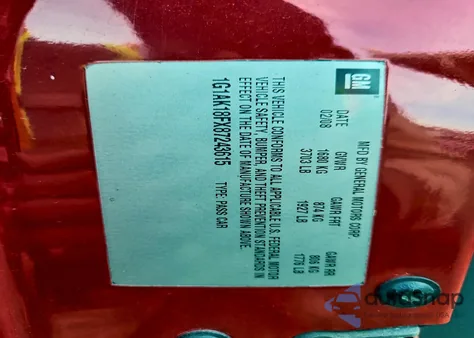 GM
MFD BY GENERAL MOTORS CORP.
DATE GVWR GAWR FRT GAWR RR
02/08 1680 KG 874 KG 806 KG
3703 LB 1927 LB 1776 LB
THIS VEHICLE CONFORMS TO ALL APPLICABLE U.S. FEDERAL MOTOR
VEHICLE SAFETY, BUMPER, AND THEFT PREVENTION STANDARDS IN
EFFECT ON THE DATE OF MANUFACTURE SHOWN ABOVE.
1G1AK18FX87243615 TYPE: PASS CAR
autoSnap